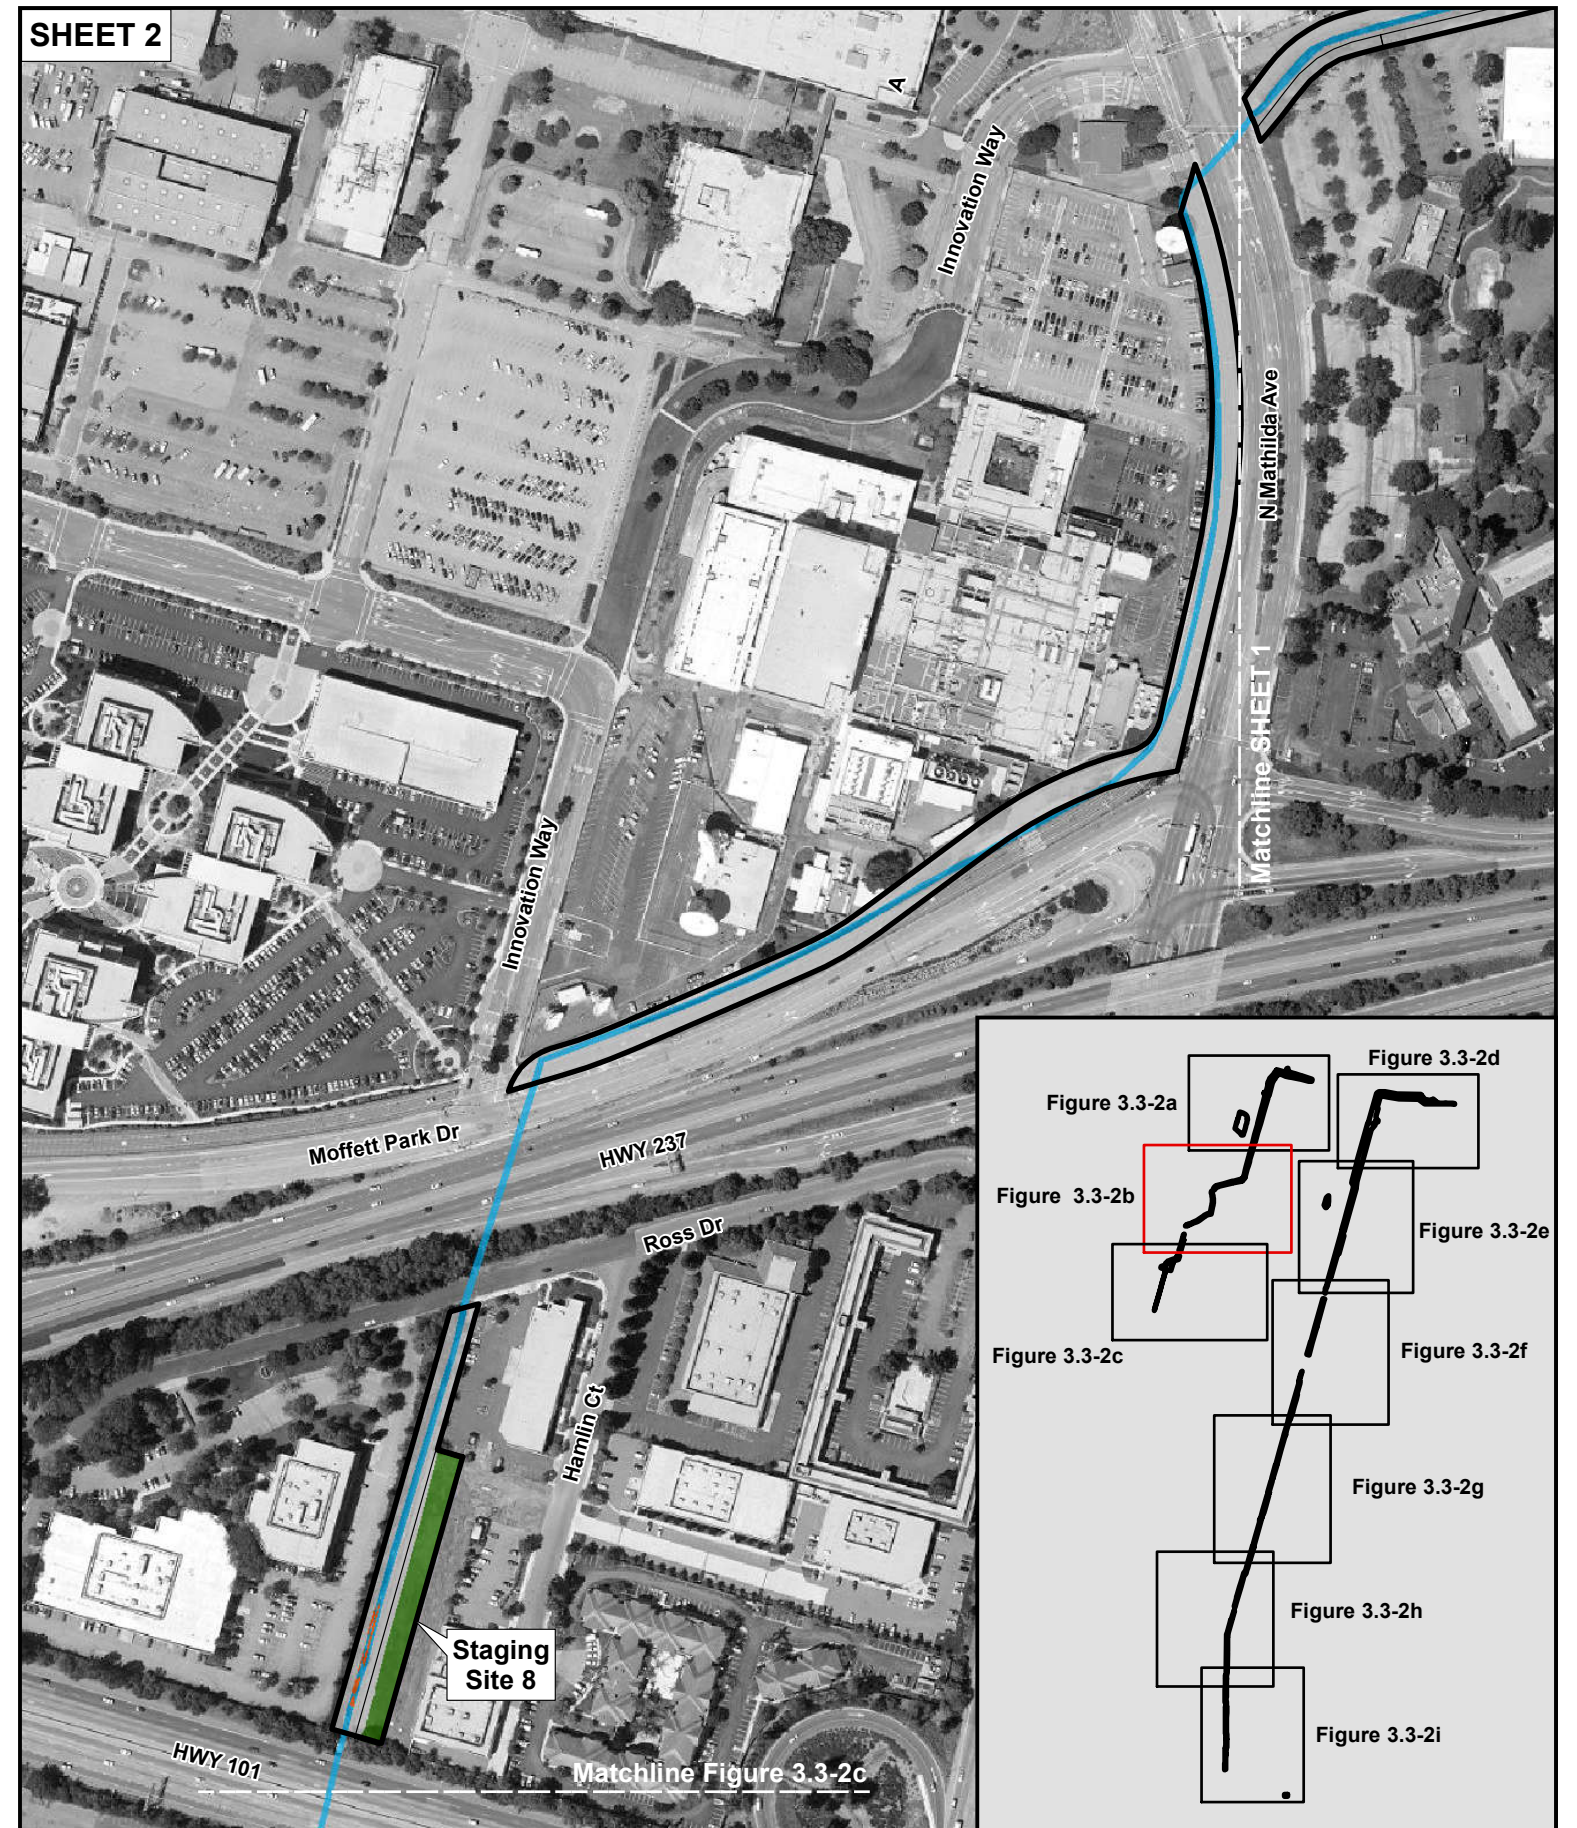 SHEET 2
A
Innovation Way
N Mathilda Ave
Matchline SHEET 1
Innovation Way
Moffett Park Dr
HWY 237
Ross Dr
Hamlin Ct
Staging
Site 8
HWY 101
Matchline Figure 3.3-2c
Figure 3.3-2d
Figure 3.3-2a
Figure 3.3-2b
Figure 3.3-2e
Figure 3.3-2c
Figure 3.3-2f
Figure 3.3-2g
Figure 3.3-2h
Figure 3.3-2i